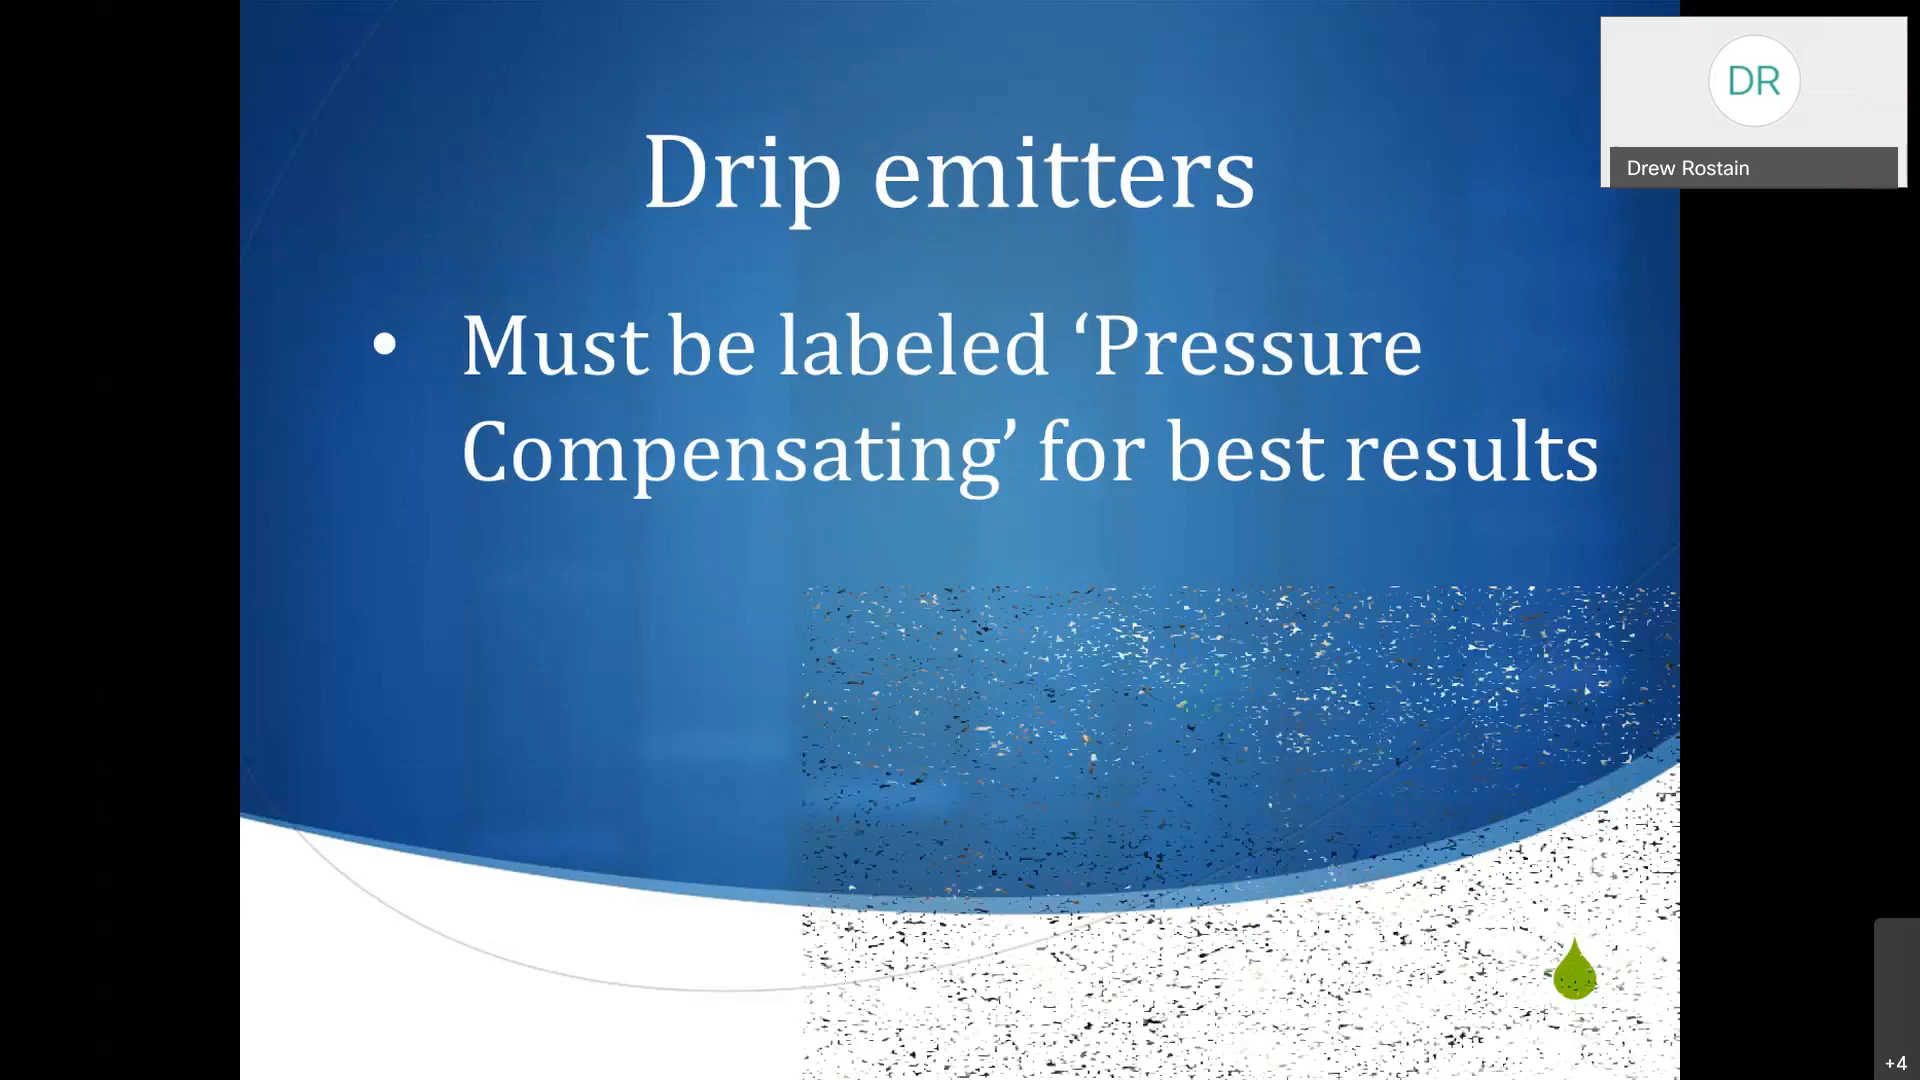 DR
Drew Rostain
Drip emitters
• Must be labeled ‘Pressure
Compensating’ for best results
+4